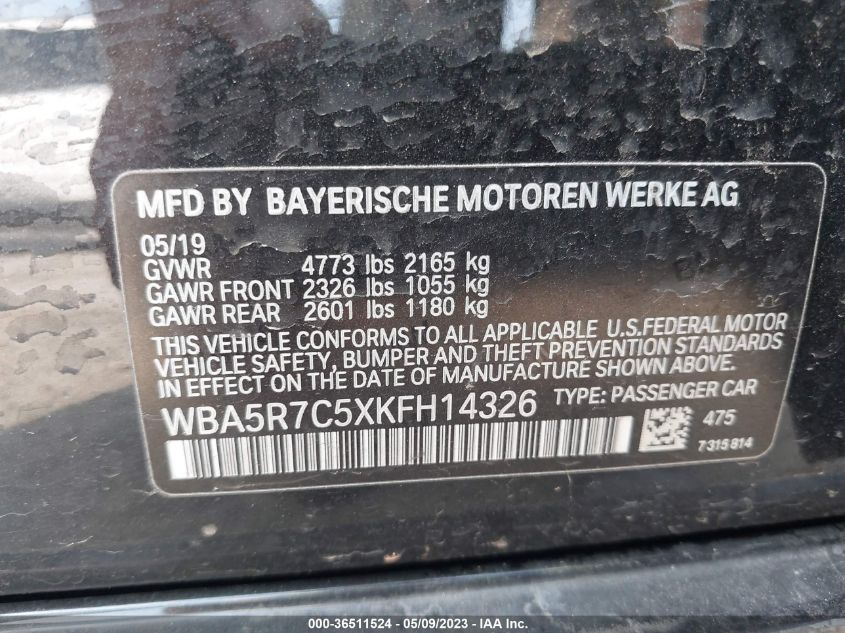 MFD BY BAYERISCHE MOTOREN WERKE AG
05/19
GVWR 4773 lbs 2165 kg
GAWR FRONT 2326 lbs 1055 kg
GAWR REAR 2601 lbs 1180 kg
THIS VEHICLE CONFORMS TO ALL APPLICABLE U.S.FEDERAL MOTOR
VEHICLE SAFETY, BUMPER AND THEFT PREVENTION STANDARDS
IN EFFECT ON THE DATE OF MANUFACTURE SHOWN ABOVE.
WBA5R7C5XKFH14326 TYPE: PASSENGER CAR
475
7315814
000-36511524 - 05/09/2023 - IAA Inc.